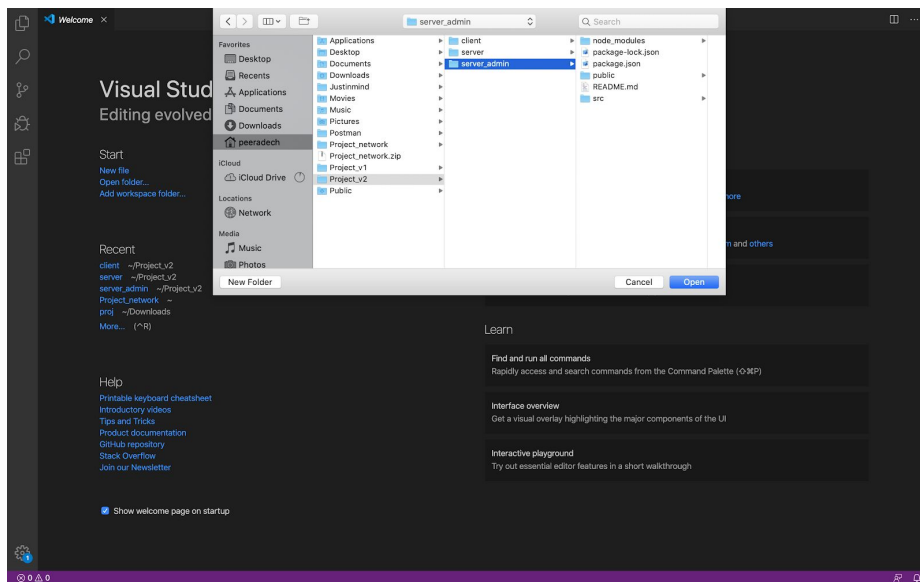 Welcome
server_admin
Search
Favorites
Desktop
Recents
Applications
Documents
Downloads
peeradech
iCloud
iCloud Drive
Locations
Network
Media
Music
Photos
Applications
Desktop
Documents
Downloads
Justinmind
Movies
Music
Pictures
Postman
Project_network
Project_network.zip
Project_v1
Project_v2
Public
client
server
server_admin
node_modules
package-lock.json
package.json
public
README.md
src
New Folder
Cancel
Open
Visual Stud
Editing evolved
Start
New file
Open folder...
Add workspace folder...
Recent
client ~/Project_v2
server ~/Project_v2
server_admin ~/Project_v2
Project_network ~
proj ~/Downloads
More... (^R)
Help
Printable keyboard cheatsheet
Introductory videos
Tips and Tricks
Product documentation
GitHub repository
Stack Overflow
Join our Newsletter
Show welcome page on startup
more
and others
Learn
Find and run all commands
Rapidly access and search commands from the Command Palette (⇧⌘P)
Interface overview
Get a visual overlay highlighting the major components of the UI
Interactive playground
Try out essential editor features in a short walkthrough
1
0 0